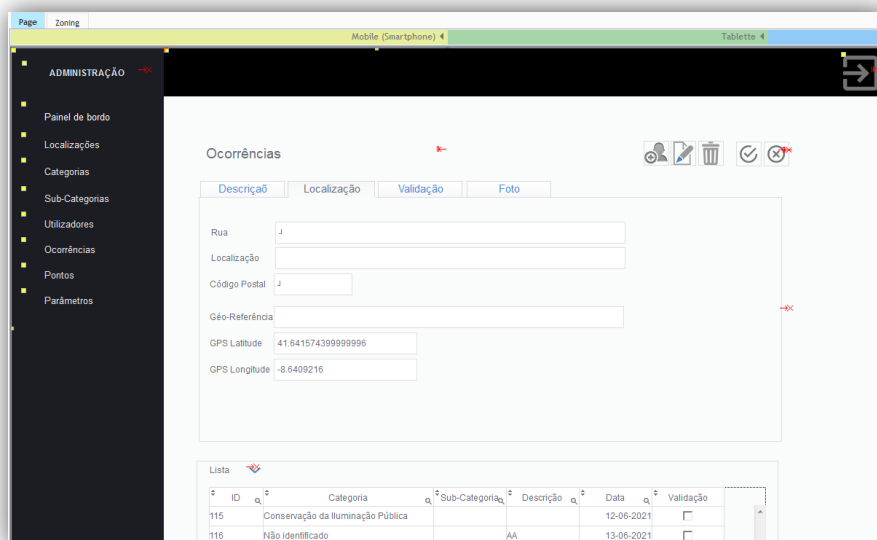 Page Zoning
Mobile (Smartphone) Tablette
ADMINISTRAÇÃO
Painel de bordo
Localizações
Categorias
Sub-Categorias
Utilizadores
Ocorrências
Pontos
Parâmetros
Ocorrências
Descriçaõ Localização Validação Foto
Rua J
Localização
Código Postal J
Géo-Referência
GPS Latitude 41.641574399999996
GPS Longitude -8.6409216
Lista
ID Categoria Sub-Categoria Descrição Data Validação
115 Conservação da Iluminação Pública 12-06-2021
116 Não identificado AA 13-06-2021